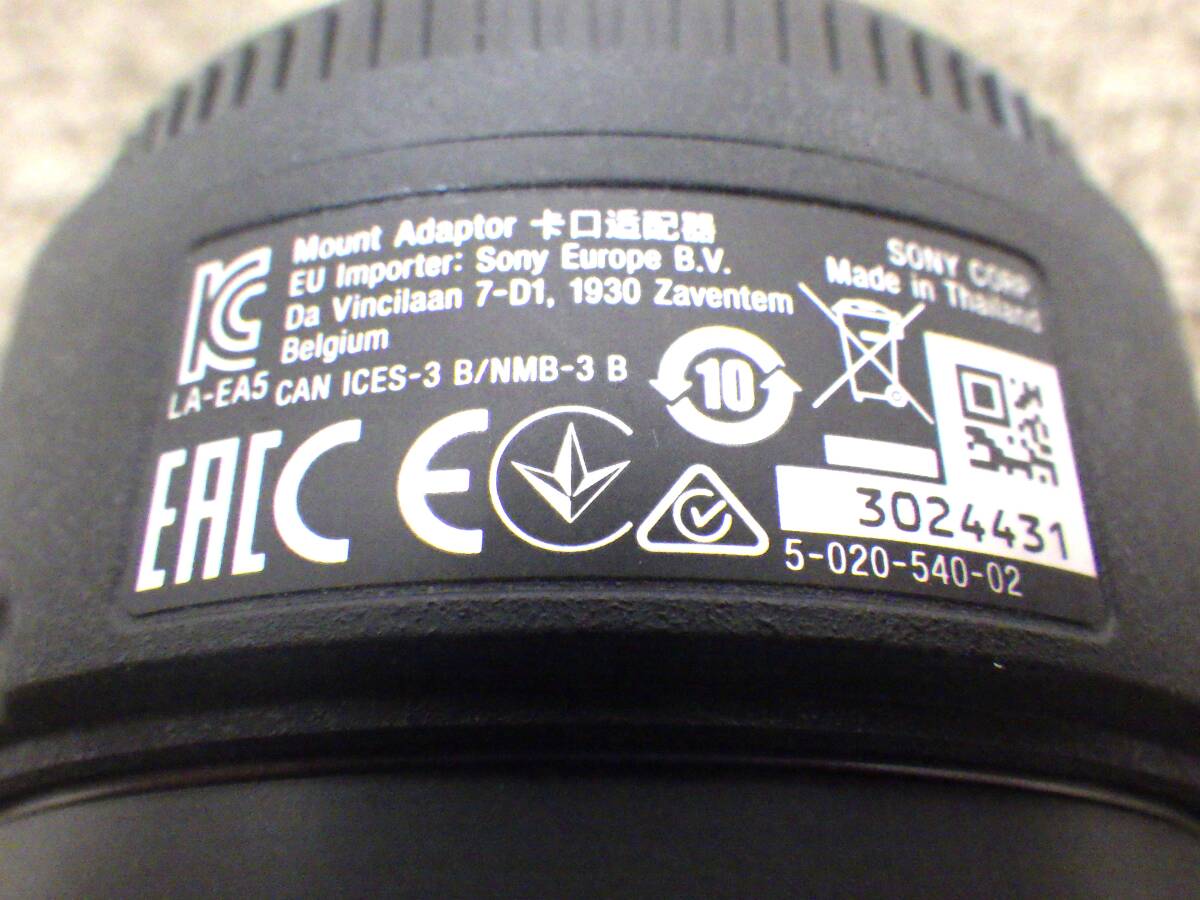 Mount Adaptor 卡口适配器
EU Importer: Sony Europe B.V.
Da Vincilaan 7-D1, 1930 Zaventem
Belgium
SONY CORP.
Made in Thailand
LA-EA5 CAN ICES-3 B/NMB-3 B
10
EAC CE
3024431
5-020-540-02